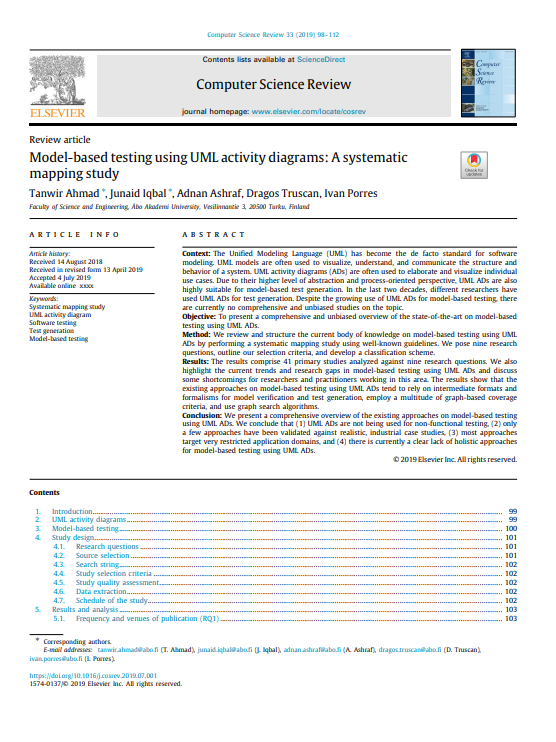 Computer Science Review 33 (2019) 98–112
Contents lists available at ScienceDirect
Computer Science Review
journal homepage: www.elsevier.com/locate/cosrev
ELSEVIER
Computer
Science
Review
Review article
Model-based testing using UML activity diagrams: A systematic
mapping study
Check for
updates
Tanwir Ahmad *, Junaid Iqbal *, Adnan Ashraf, Dragos Truscan, Ivan Porres
Faculty of Science and Engineering, Åbo Akademi University, Vesilinnantie 3, 20500 Turku, Finland
ARTICLE INFO
Article history:
Received 14 August 2018
Received in revised form 13 April 2019
Accepted 4 July 2019
Available online xxxx
Keywords:
Systematic mapping study
UML activity diagram
Software testing
Test generation
Model-based testing
ABSTRACT
Context: The Unified Modeling Language (UML) has become the de facto standard for software
modeling. UML models are often used to visualize, understand, and communicate the structure and
behavior of a system. UML activity diagrams (ADs) are often used to elaborate and visualize individual
use cases. Due to their higher level of abstraction and process-oriented perspective, UML ADs are also
highly suitable for model-based test generation. In the last two decades, different researchers have
used UML ADs for test generation. Despite the growing use of UML ADs for model-based testing, there
are currently no comprehensive and unbiased studies on the topic.
Objective: To present a comprehensive and unbiased overview of the state-of-the-art on model-based
testing using UML ADs.
Method: We review and structure the current body of knowledge on model-based testing using UML
ADs by performing a systematic mapping study using well-known guidelines. We pose nine research
questions, outline our selection criteria, and develop a classification scheme.
Results: The results comprise 41 primary studies analyzed against nine research questions. We also
highlight the current trends and research gaps in model-based testing using UML ADs and discuss
some shortcomings for researchers and practitioners working in this area. The results show that the
existing approaches on model-based testing using UML ADs tend to rely on intermediate formats and
formalisms for model verification and test generation, employ a multitude of graph-based coverage
criteria, and use graph search algorithms.
Conclusion: We present a comprehensive overview of the existing approaches on model-based testing
using UML ADs. We conclude that (1) UML ADs are not being used for non-functional testing, (2) only
a few approaches have been validated against realistic, industrial case studies, (3) most approaches
target very restricted application domains, and (4) there is currently a clear lack of holistic approaches
for model-based testing using UML ADs.
© 2019 Elsevier Inc. All rights reserved.
Contents
1. Introduction 99
2. UML activity diagrams 99
3. Model-based testing 100
4. Study design 101
4.1. Research questions 101
4.2. Source selection 101
4.3. Search string 102
4.4. Study selection criteria 102
4.5. Study quality assessment 102
4.6. Data extraction 102
4.7. Schedule of the study 102
5. Results and analysis 103
5.1. Frequency and venues of publication (RQ1) 103
* Corresponding authors.
E-mail addresses: tanwir.ahmad@abo.fi (T. Ahmad), junaid.iqbal@abo.fi (J. Iqbal), adnan.ashraf@abo.fi (A. Ashraf), dragos.truscan@abo.fi (D. Truscan),
ivan.porres@abo.fi (I. Porres).
https://doi.org/10.1016/j.cosrev.2019.07.001
1574-0137/© 2019 Elsevier Inc. All rights reserved.